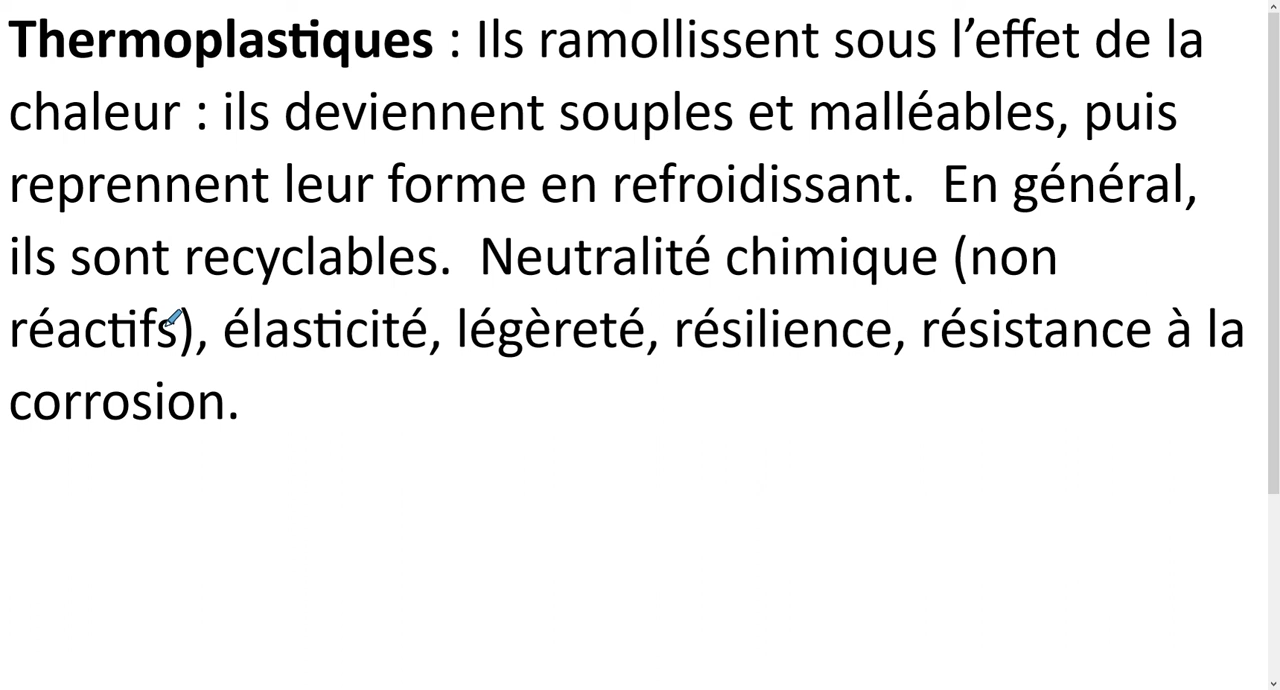 Thermoplastiques : Ils ramollissent sous l’effet de la
chaleur : ils deviennent souples et malléables, puis
reprennent leur forme en refroidissant.  En général,
ils sont recyclables.  Neutralité chimique (non
réactifs), élasticité, légèreté, résilience, résistance à la
corrosion.